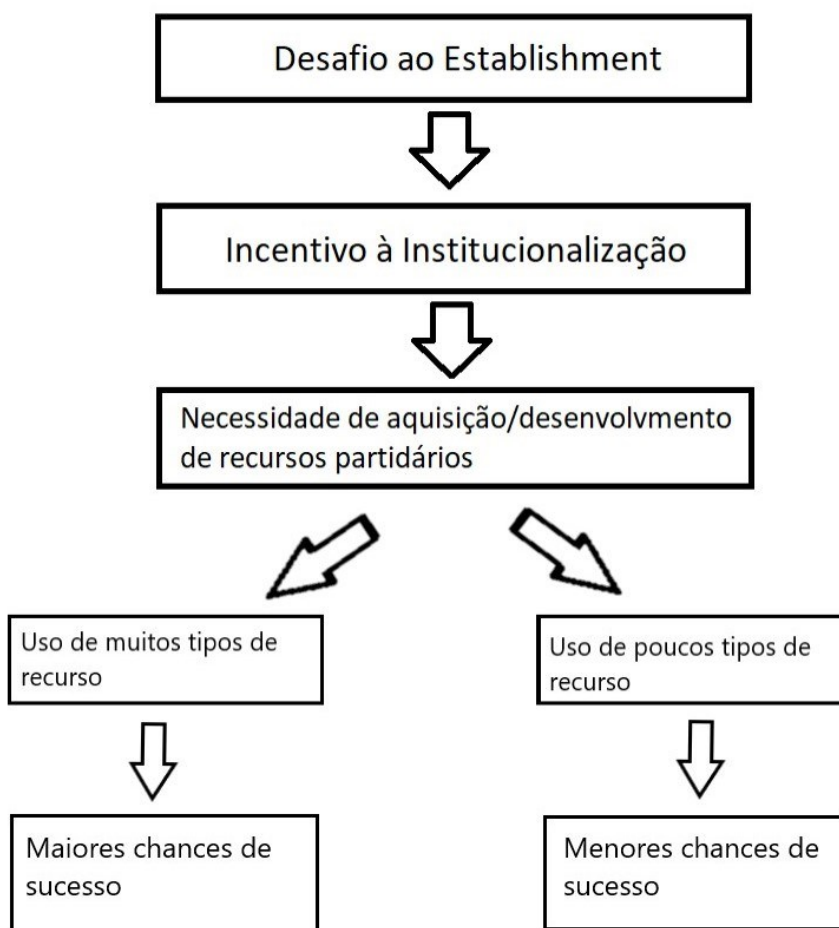 Desafio ao Establishment
Incentivo à Institucionalização
Necessidade de aquisição/desenvolvmento
de recursos partidários
Uso de muitos tipos de
recurso
Uso de poucos tipos de
recurso
Maiores chances de
sucesso
Menores chances de
sucesso